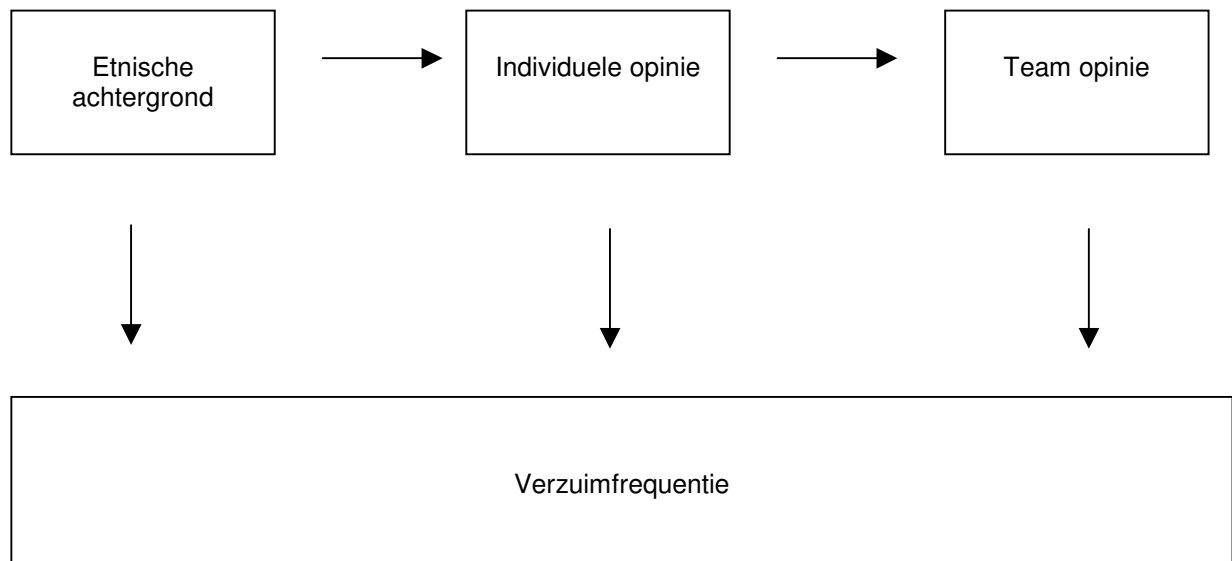 Etnische
achtergrond
Individuele opinie
Team opinie
Verzuimfrequentie